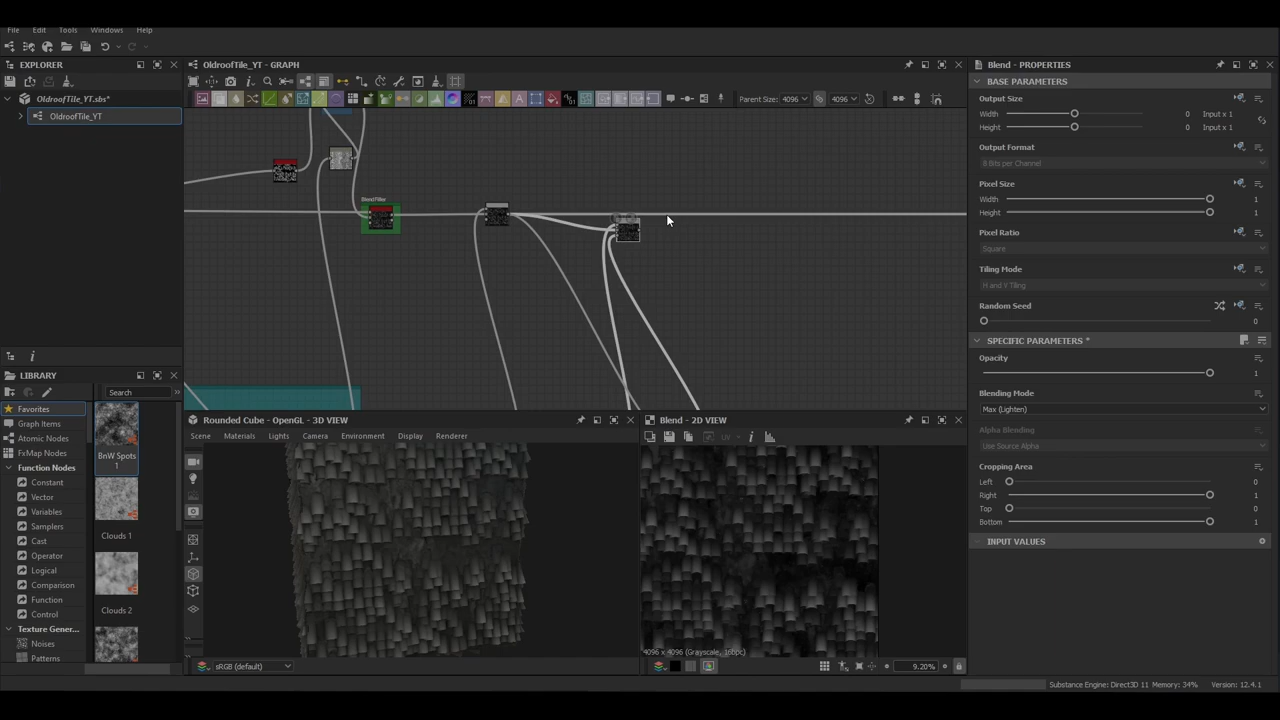 File Edit Tools Windows Help
EXPLORER
OldroofTile_YT.sbs*
OldroofTile_YT
OldroofTile_YT - GRAPH
Parent Size: 4096 4096
Blend - PROPERTIES
BASE PARAMETERS
Output Size
Width 0 Input x 1
Height 0 Input x 1
Output Format
8 Bits per Channel
Pixel Size
Width 1
Height 1
Pixel Ratio
Square
Tiling Mode
H and V Tiling
Random Seed
0
SPECIFIC PARAMETERS *
Opacity
1
Blending Mode
Max (Lighten)
Alpha Blending
Use Source Alpha
Cropping Area
Left 0
Right 1
Top 0
Bottom 1
INPUT VALUES
LIBRARY
Search
Favorites
Graph Items
Atomic Nodes
FxMap Nodes
Function Nodes
Constant
Vector
Variables
Samplers
Cast
Operator
Logical
Comparison
Function
Control
Texture Gener...
Noises
Patterns
BnW Spots
1
Clouds 1
Clouds 2
Rounded Cube - OpenGL - 3D VIEW
Scene Materials Lights Camera Environment Display Renderer
sRGB (default)
Blend - 2D VIEW
UV
4096 x 4096 (Grayscale, 16bpc)
9.20%
Substance Engine: Direct3D 11 Memory: 34% Version: 12.4.1